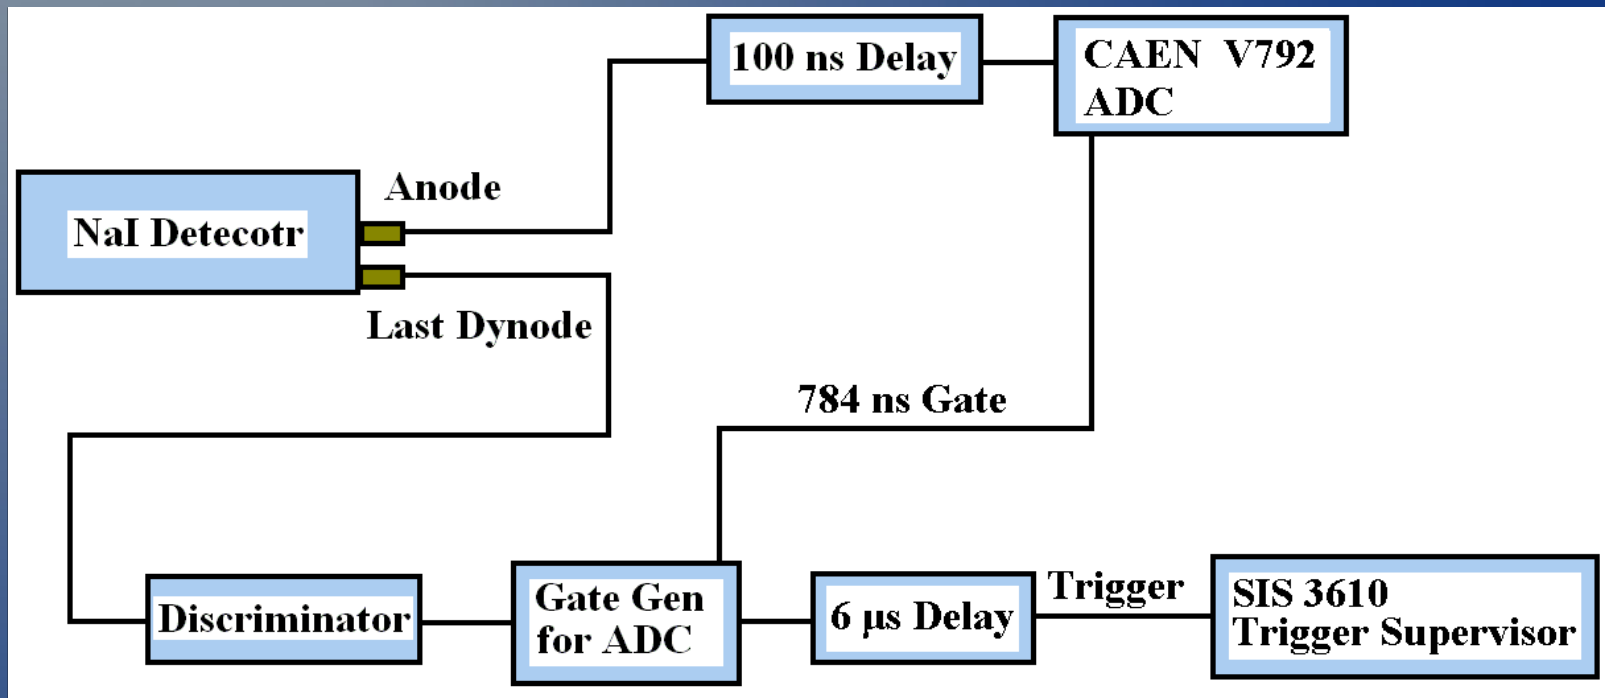 100 ns Delay
CAEN V792
ADC
Anode
NaI Detecotr
Last Dynode
784 ns Gate
Discriminator
Gate Gen
for ADC
6 μs Delay
Trigger
SIS 3610
Trigger Supervisor